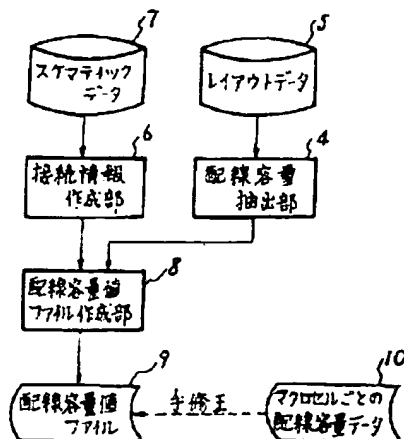 7
スケマティック
データ
5
レイアウトデータ
6
接続情報
作成部
4
配線容量
抽出部
配線容量値
ファイル作成部
8
9
配線容量値
ファイル
手修正
10
マクロセルごとの
配線容量データ